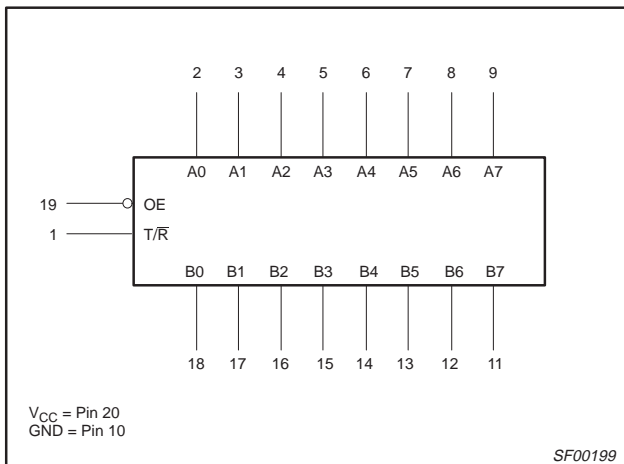 2 3 4 5 6 7 8 9
A0 A1 A2 A3 A4 A5 A6 A7
19 OE
1 T/R̅
B0 B1 B2 B3 B4 B5 B6 B7
18 17 16 15 14 13 12 11
VCC = Pin 20
GND = Pin 10
SF00199